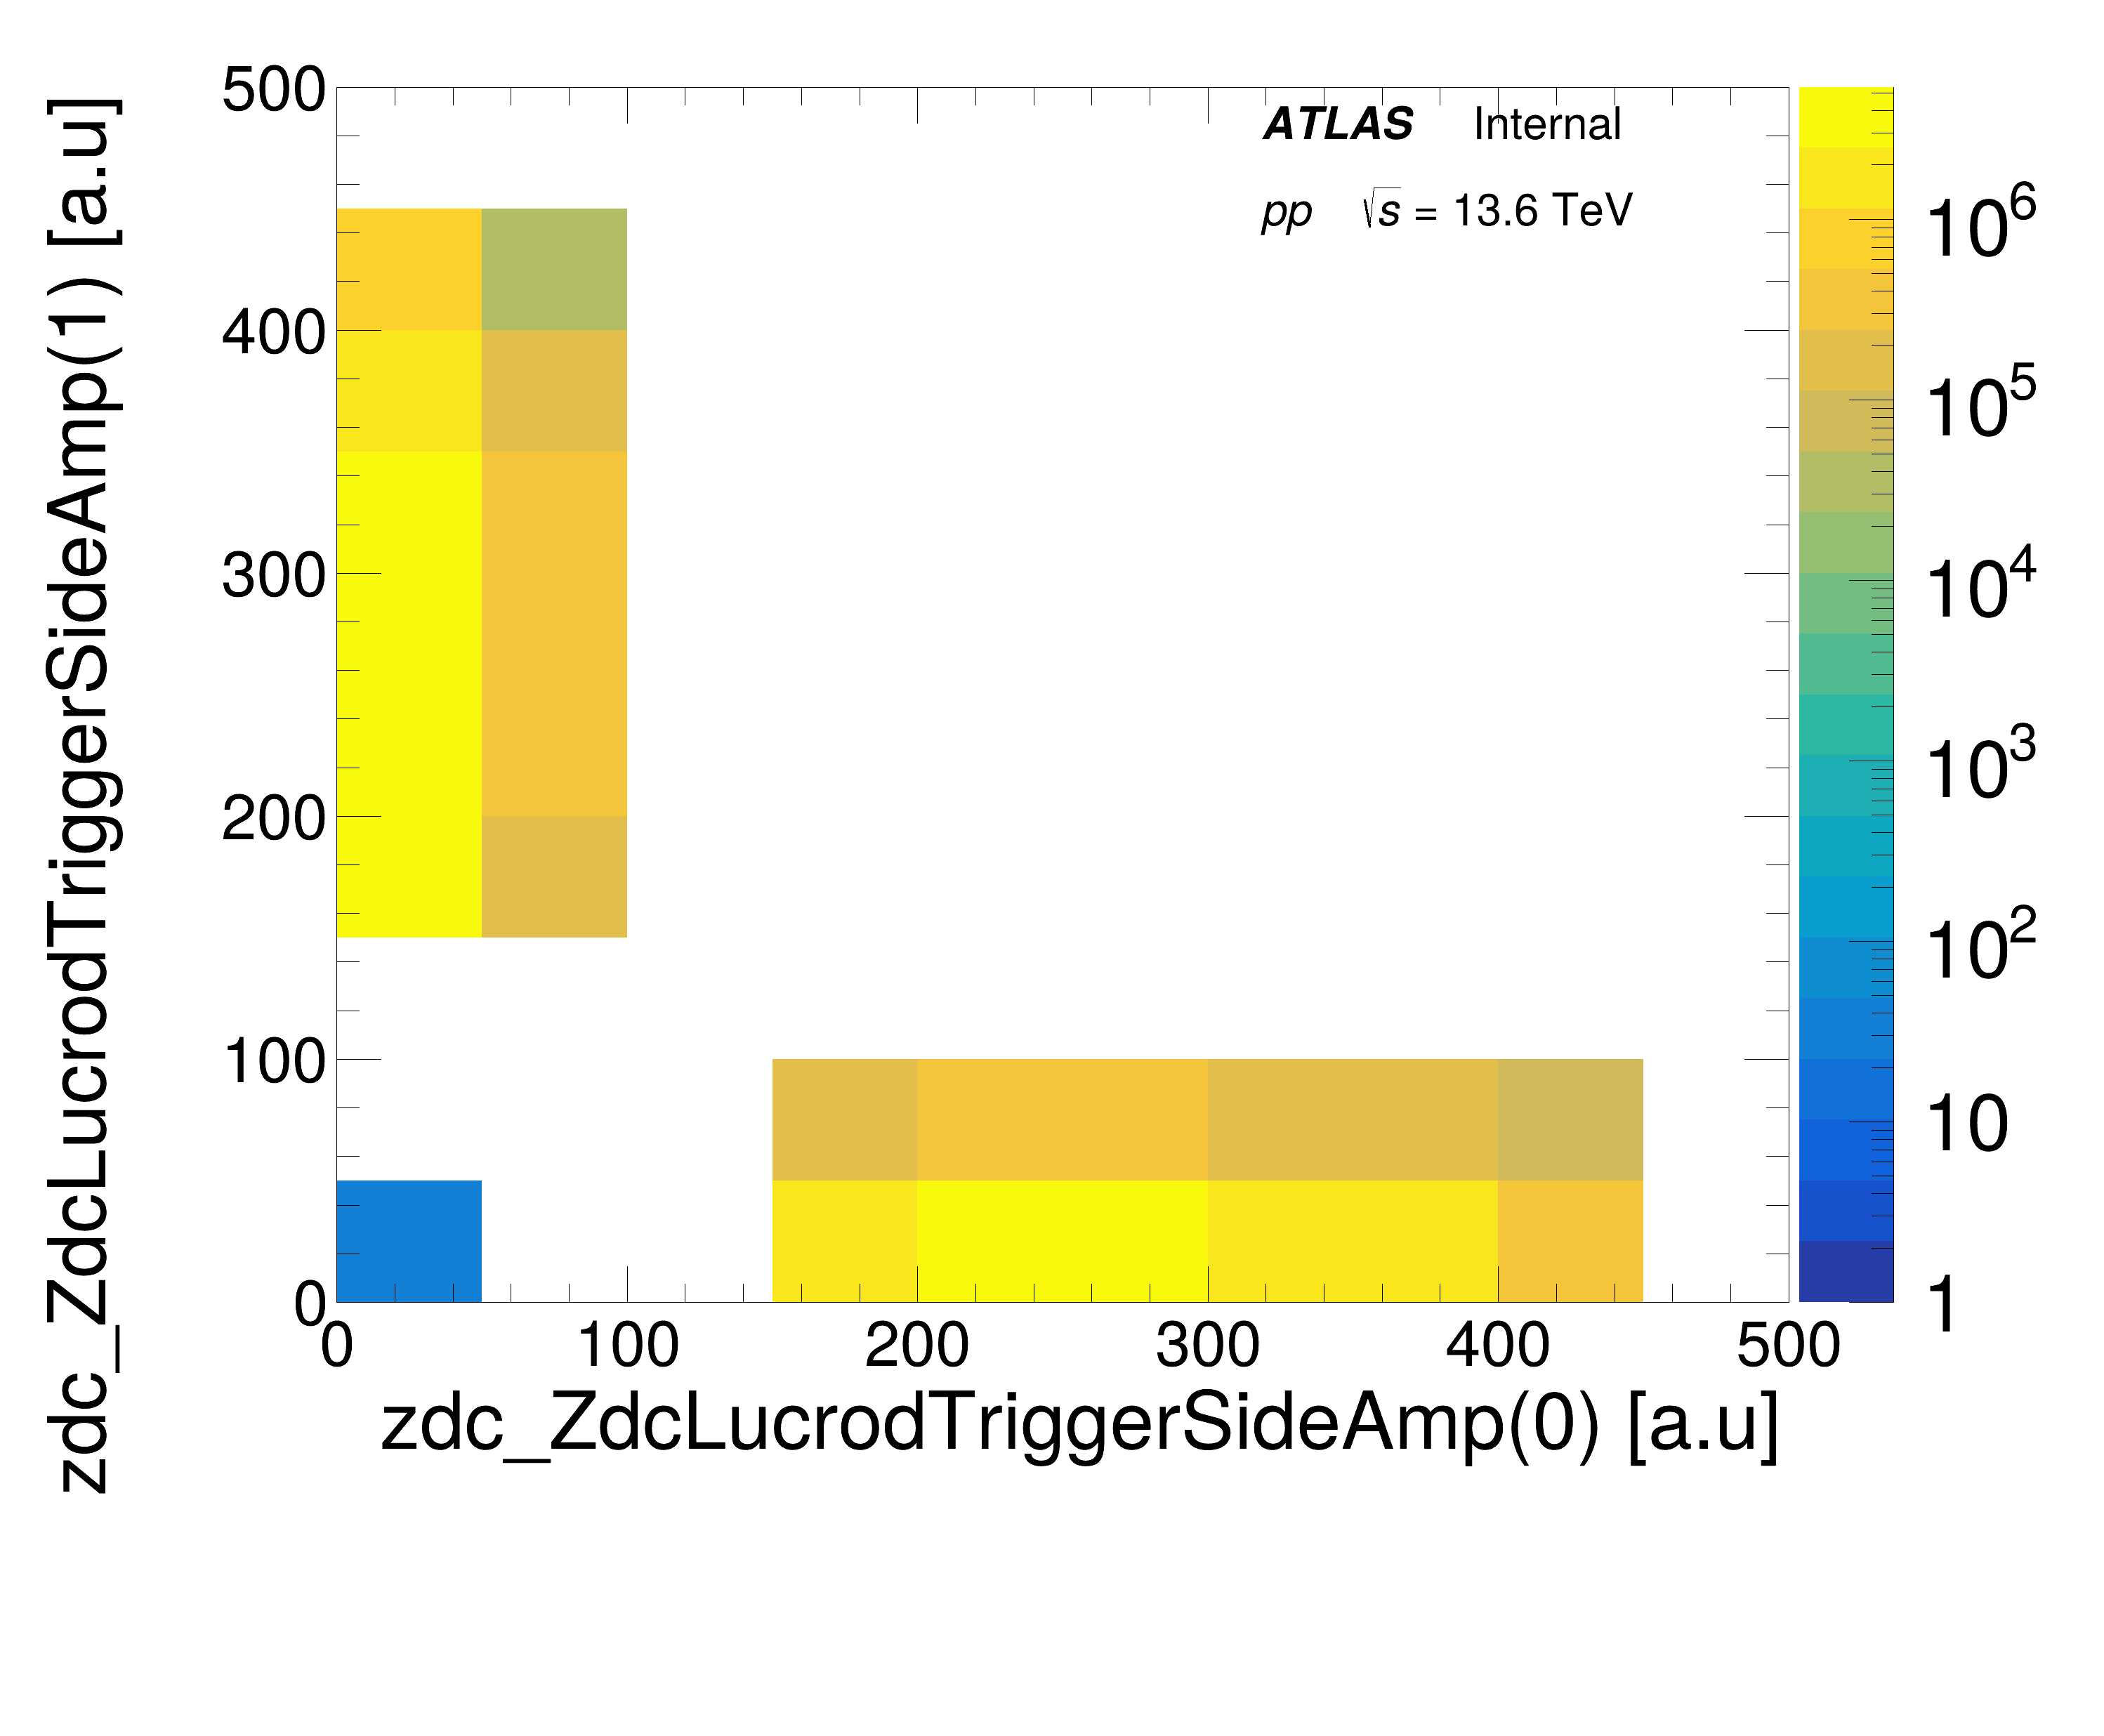 zdc_ZdcLucrodTriggerSideAmp(1) [a.u]
500
400
300
200
100
0
ATLAS Internal
pp √s = 13.6 TeV
10^6
10^5
10^4
10^3
10^2
10
1
0 100 200 300 400 500
zdc_ZdcLucrodTriggerSideAmp(0) [a.u]